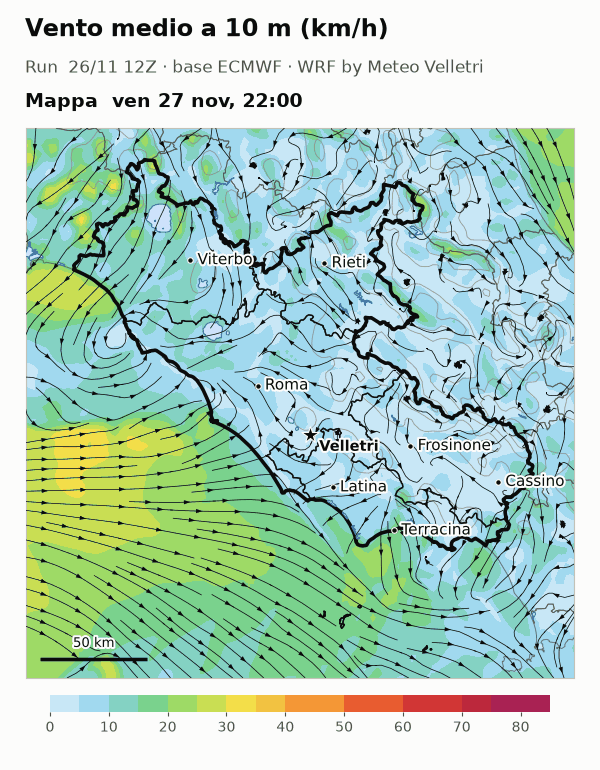 Vento medio a 10 m (km/h)
Run  26/11 12Z · base ECMWF · WRF by Meteo Velletri
Mappa  ven 27 nov, 22:00
Viterbo
Rieti
Roma
Velletri
Frosinone
Cassino
Latina
Terracina
50 km
0 10 20 30 40 50 60 70 80